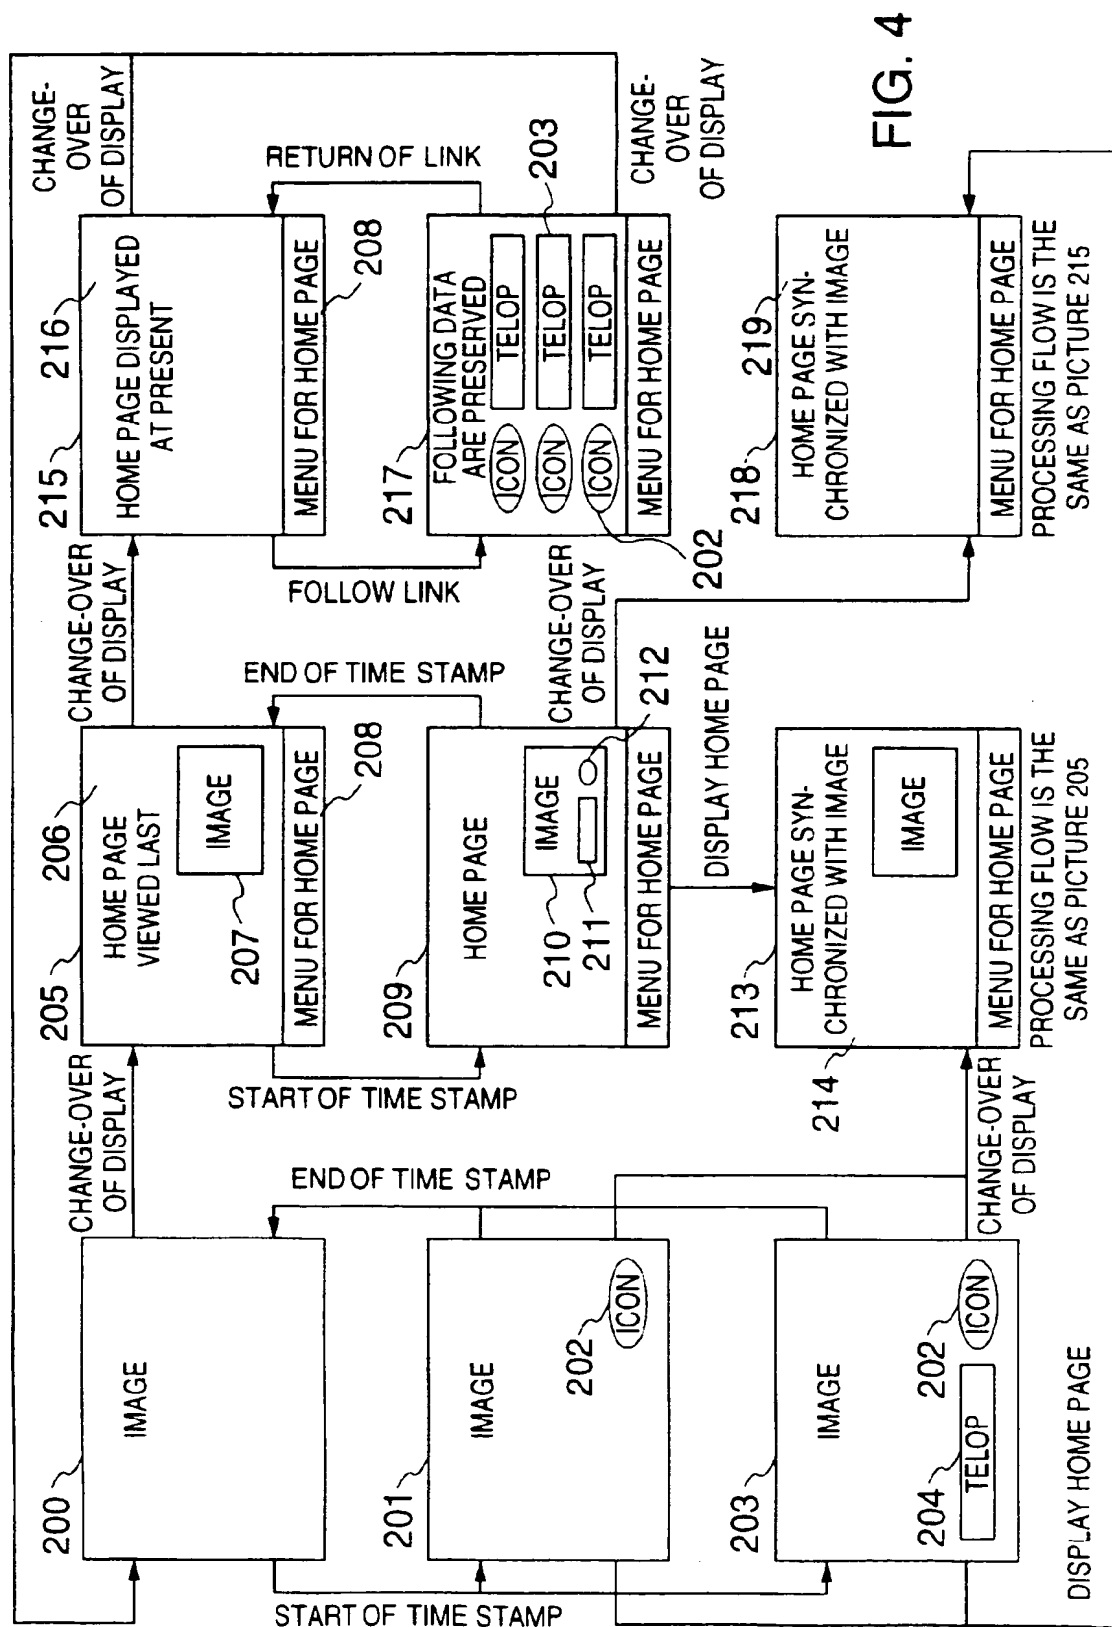 CHANGE-OVER
OF DISPLAY
CHANGE-OVER
OF DISPLAY
CHANGE-
OVER
OF DISPLAY
200
IMAGE
205
206
HOME PAGE
VIEWED LAST
207
IMAGE
MENU FOR HOME PAGE
208
215
216
HOME PAGE DISPLAYED
AT PRESENT
MENU FOR HOME PAGE
208
END OF TIME STAMP
START OF TIME STAMP
END OF TIME STAMP
FOLLOW LINK
RETURN OF LINK
201
IMAGE
202
ICON
209
HOME PAGE
210
IMAGE
211
212
MENU FOR HOME PAGE
CHANGE-OVER
OF DISPLAY
217
FOLLOWING DATA
ARE PRESERVED
ICON
TELOP
ICON
TELOP
ICON
TELOP
203
202
MENU FOR HOME PAGE
CHANGE-
OVER
OF DISPLAY
START OF TIME STAMP
DISPLAY HOME PAGE
203
IMAGE
204
TELOP
202
ICON
CHANGE-OVER
OF DISPLAY
213
214
HOME PAGE SYN-
CHRONIZED WITH IMAGE
IMAGE
MENU FOR HOME PAGE
PROCESSING FLOW IS THE
SAME AS PICTURE 205
218
219
HOME PAGE SYN-
CHRONIZED WITH IMAGE
MENU FOR HOME PAGE
PROCESSING FLOW IS THE
SAME AS PICTURE 215
DISPLAY HOME PAGE
FIG. 4